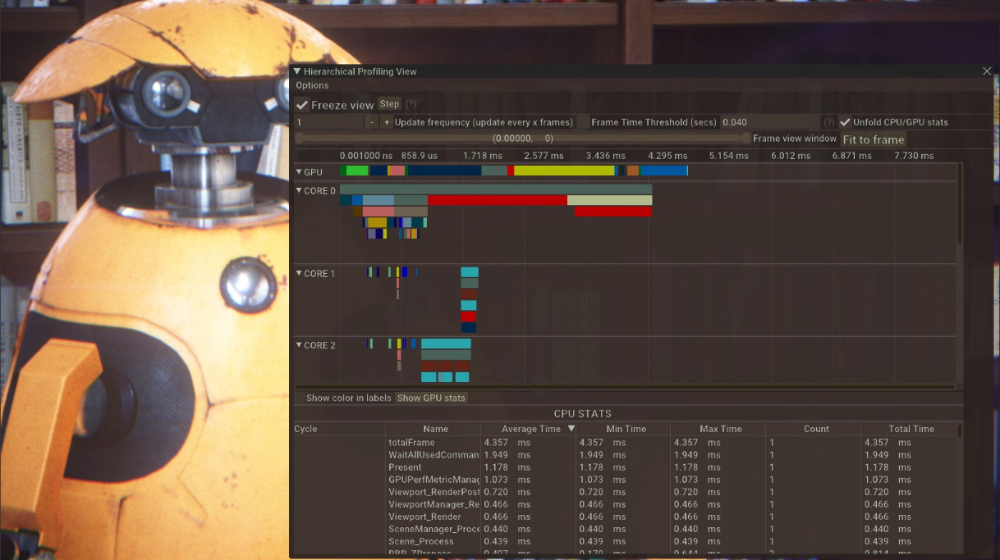 Hierarchical Profiling View
Options
Freeze view Step (?)
1 - + Update frequency (update every x frames) Frame Time Threshold (secs) 0.040 (?) Unfold CPU/GPU stats
(0.00000, 0) Frame view window Fit to frame
0.001000 ns 858.9 us 1.718 ms 2.577 ms 3.436 ms 4.295 ms 5.154 ms 6.012 ms 6.871 ms 7.730 ms
GPU
CORE 0
CORE 1
CORE 2
Show color in labels Show GPU stats
CPU STATS
Cycle Name Average Time Min Time Max Time Count Total Time
totalFrame 4.357 ms 4.357 ms 4.357 ms 1 4.357 ms
WaitAllUsedComman 1.949 ms 1.949 ms 1.949 ms 1 1.949 ms
Present 1.178 ms 1.178 ms 1.178 ms 1 1.178 ms
GPUPerfMetricManag 1.073 ms 1.073 ms 1.073 ms 1 1.073 ms
Viewport_RenderPost 0.720 ms 0.720 ms 0.720 ms 1 0.720 ms
ViewportManager_Re 0.466 ms 0.466 ms 0.466 ms 1 0.466 ms
Viewport_Render 0.466 ms 0.466 ms 0.466 ms 1 0.466 ms
SceneManager_Proce 0.440 ms 0.440 ms 0.440 ms 1 0.440 ms
Scene_Process 0.439 ms 0.439 ms 0.439 ms 1 0.439 ms